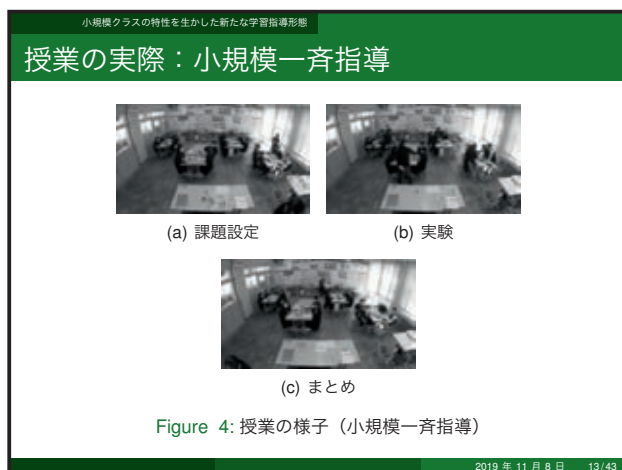 小規模クラスの特性を生かした新たな学習指導形態
授業の実際：小規模一斉指導
(a) 課題設定
(b) 実験
(c) まとめ
Figure 4: 授業の様子（小規模一斉指導）
2019 年 11 月 8 日 13/43